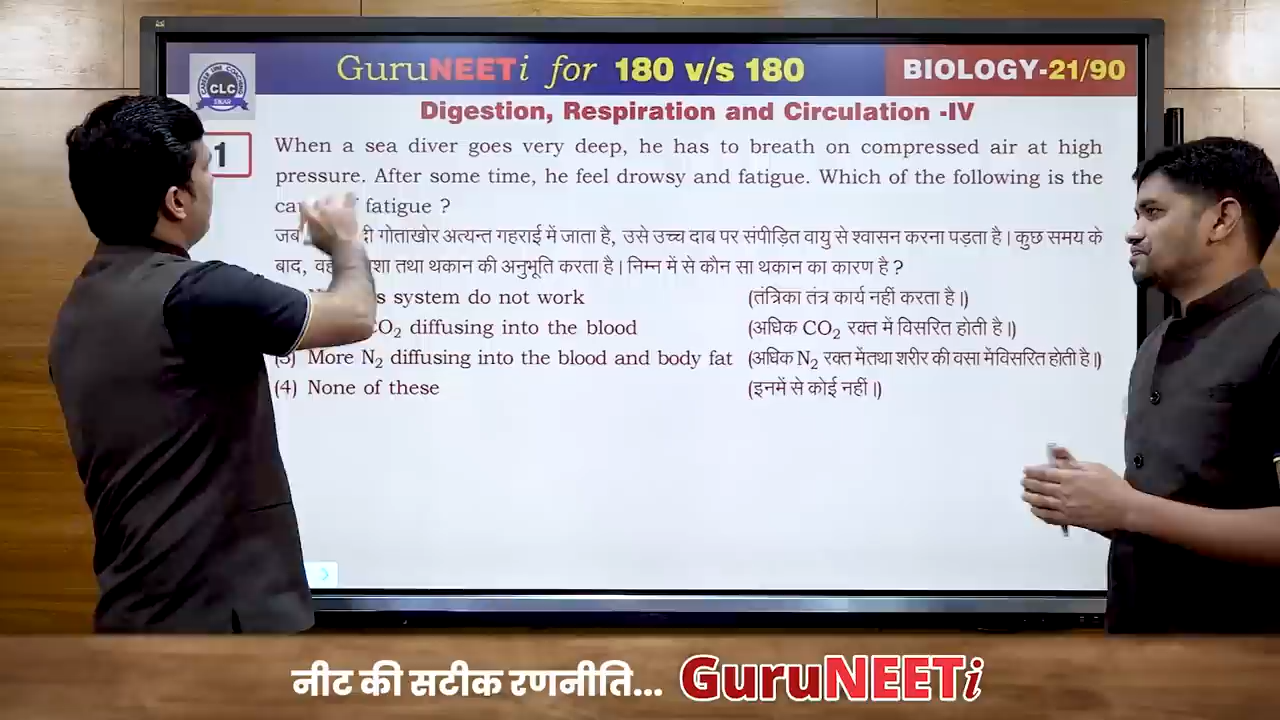 GuruNEETi for 180 v/s 180
BIOLOGY-21/90
CLC
Digestion, Respiration and Circulation -IV
1
When a sea diver goes very deep, he has to breath on compressed air at high
pressure. After some time, he feel drowsy and fatigue. Which of the following is the
fatigue ?
जब गोताखोर अत्यन्त गहराई में जाता है, उसे उच्च दाब पर संपीड़ित वायु से श्वासन करना पड़ता है। कुछ समय के
बाद, तथा थकान की अनुभूति करता है। निम्न में से कौन सा थकान का कारण है ?
system do not work (तंत्रिका तंत्र कार्य नहीं करता है।)
CO₂ diffusing into the blood (अधिक CO₂ रक्त में विसरित होती है।)
(3) More N₂ diffusing into the blood and body fat (अधिक N₂ रक्त में तथा शरीर की वसा में विसरित होती है।)
(4) None of these (इनमें से कोई नहीं।)
नीट की सटीक रणनीति... GuruNEETi